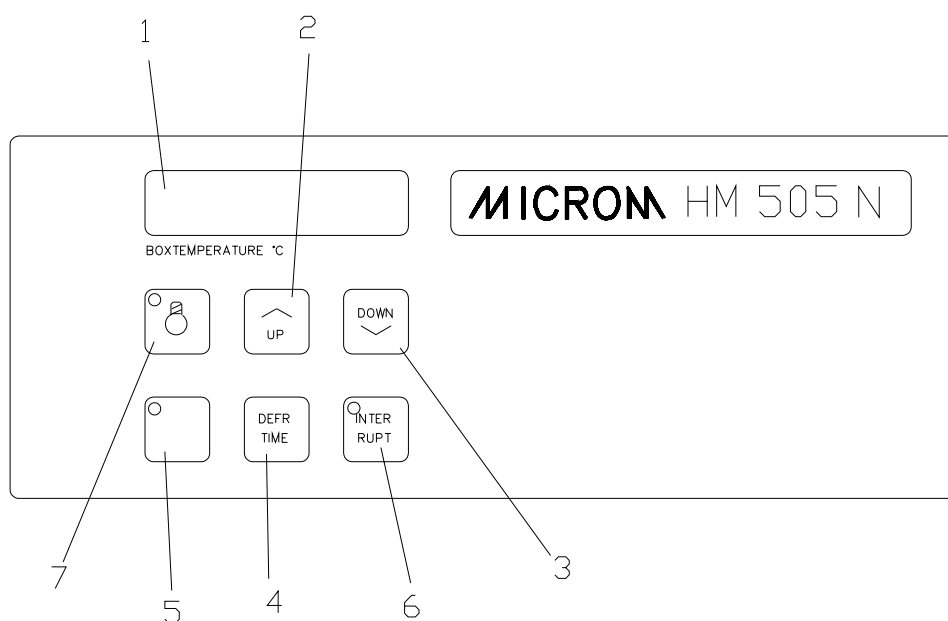 1 2
MICROM HM 505 N
BOXTEMPERATURE °C
UP
DOWN
DEFR
TIME
INTER
RUPT
7 5 4 6 3